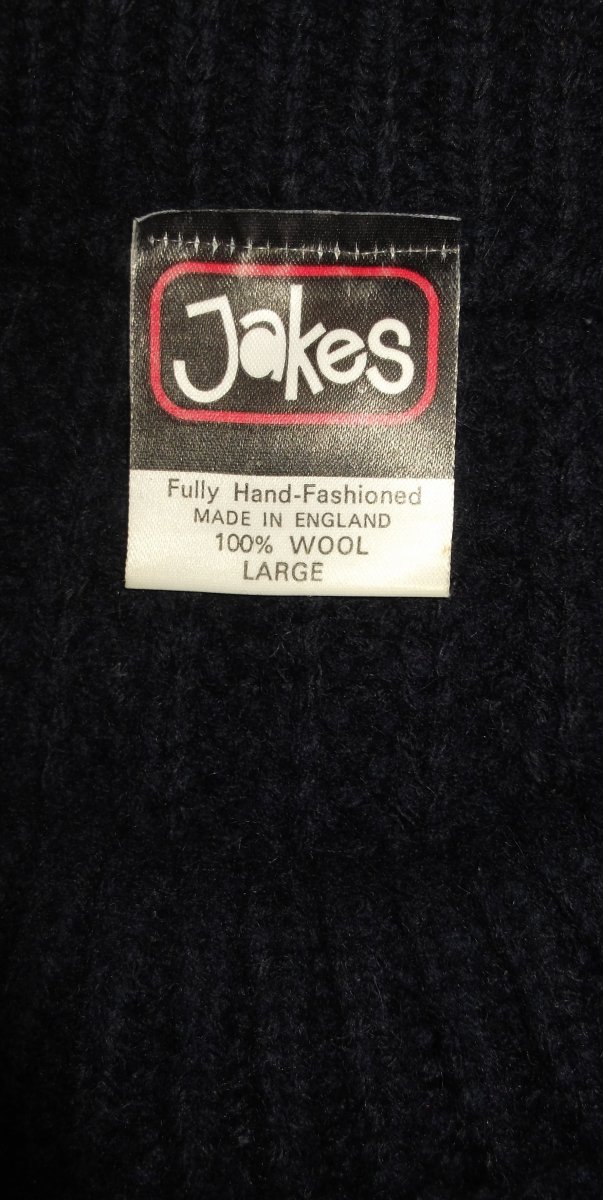 Jakes
Fully Hand-Fashioned
MADE IN ENGLAND
100% WOOL
LARGE